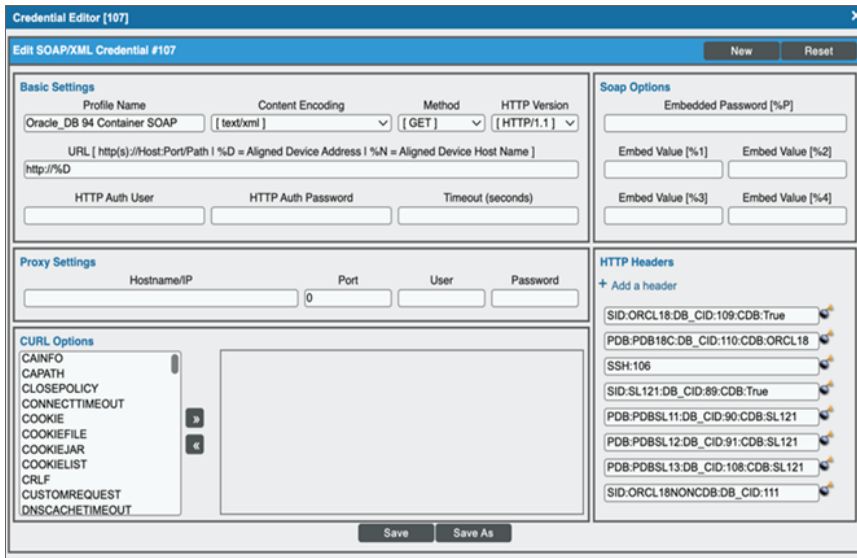 Credential Editor [107]
Edit SOAP/XML Credential #107
New
Reset
Basic Settings
Profile Name
Content Encoding
Method
HTTP Version
Oracle_DB 94 Container SOAP
[ text/xml ]
[ GET ]
[ HTTP/1.1 ]
URL [ http(s)://Host:Port/Path | %D = Aligned Device Address | %N = Aligned Device Host Name ]
http://%D
HTTP Auth User
HTTP Auth Password
Timeout (seconds)
Soap Options
Embedded Password [%P]
Embed Value [%1]
Embed Value [%2]
Embed Value [%3]
Embed Value [%4]
Proxy Settings
Hostname/IP
Port
User
Password
0
CURL Options
CAINFO
CAPATH
CLOSEPOLICY
CONNECTTIMEOUT
COOKIE
COOKIEFILE
COOKIEJAR
COOKIELIST
CRLF
CUSTOMREQUEST
DNSCACHETIMEOUT
»
«
HTTP Headers
+ Add a header
SID:ORCL18:DB_CID:109:CDB:True
PDB:PDB18C:DB_CID:110:CDB:ORCL18
SSH:106
SID:SL121:DB_CID:89:CDB:True
PDB:PDBSL11:DB_CID:90:CDB:SL121
PDB:PDBSL12:DB_CID:91:CDB:SL121
PDB:PDBSL13:DB_CID:108:CDB:SL121
SID:ORCL18NONCDB:DB_CID:111
Save
Save As